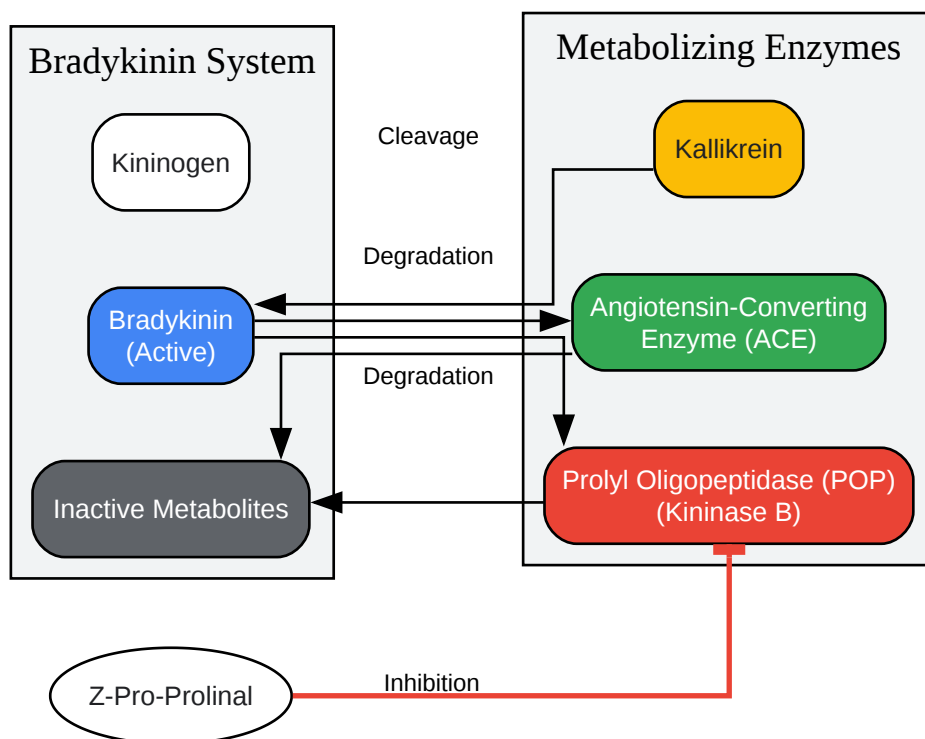 Bradykinin System
Metabolizing Enzymes
Kininogen
Cleavage
Kallikrein
Degradation
Bradykinin
(Active)
Angiotensin-Converting
Enzyme (ACE)
Degradation
Inactive Metabolites
Prolyl Oligopeptidase (POP)
(Kininase B)
Z-Pro-Prolinal
Inhibition